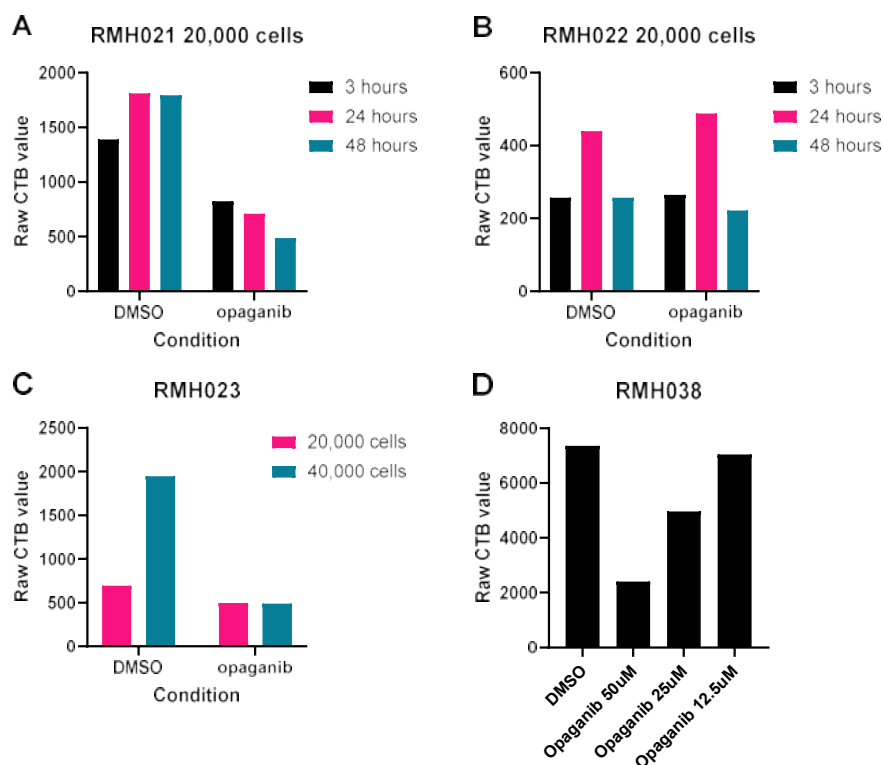 A
RMH021 20,000 cells
2000
1500
1000
500
0
Raw CTB value
3 hours
24 hours
48 hours
DMSO
opaganib
Condition
B
RMH022 20,000 cells
600
400
200
0
Raw CTB value
3 hours
24 hours
48 hours
DMSO
opaganib
Condition
C
RMH023
2500
2000
1500
1000
500
0
Raw CTB value
20,000 cells
40,000 cells
DMSO
opaganib
Condition
D
RMH038
8000
6000
4000
2000
0
Raw CTB value
DMSO
Opaganib 50uM
Opaganib 25uM
Opaganib 12.5uM